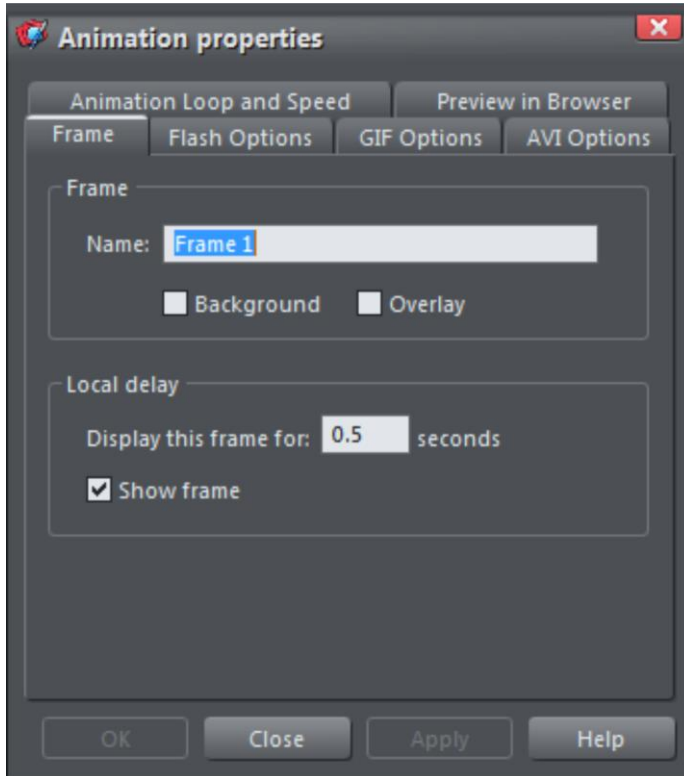 Animation properties
Animation Loop and Speed Preview in Browser
Frame Flash Options GIF Options AVI Options
Frame
Name: Frame 1
Background Overlay
Local delay
Display this frame for: 0.5 seconds
Show frame
OK Close Apply Help